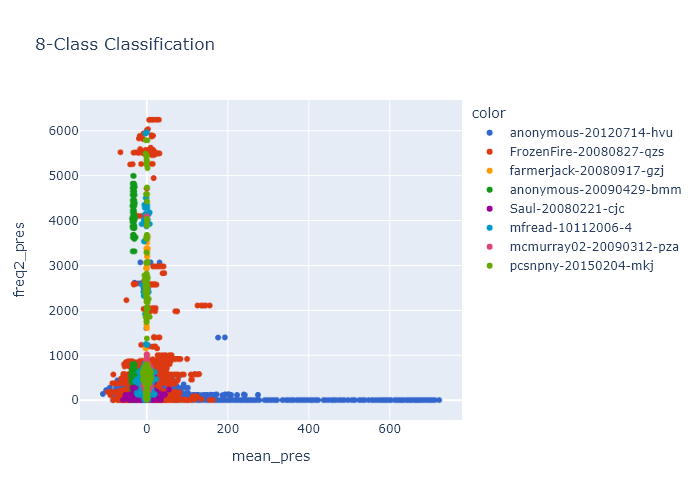 8-Class Classification
color
anonymous-20120714-hvu
FrozenFire-20080827-qzs
farmerjack-20080917-gzj
anonymous-20090429-bmm
Saul-20080221-cjc
mfread-10112006-4
mcmurray02-20090312-pza
pcsnpny-20150204-mkj
freq2_pres
6000
5000
4000
3000
2000
1000
0
0
200
400
600
mean_pres